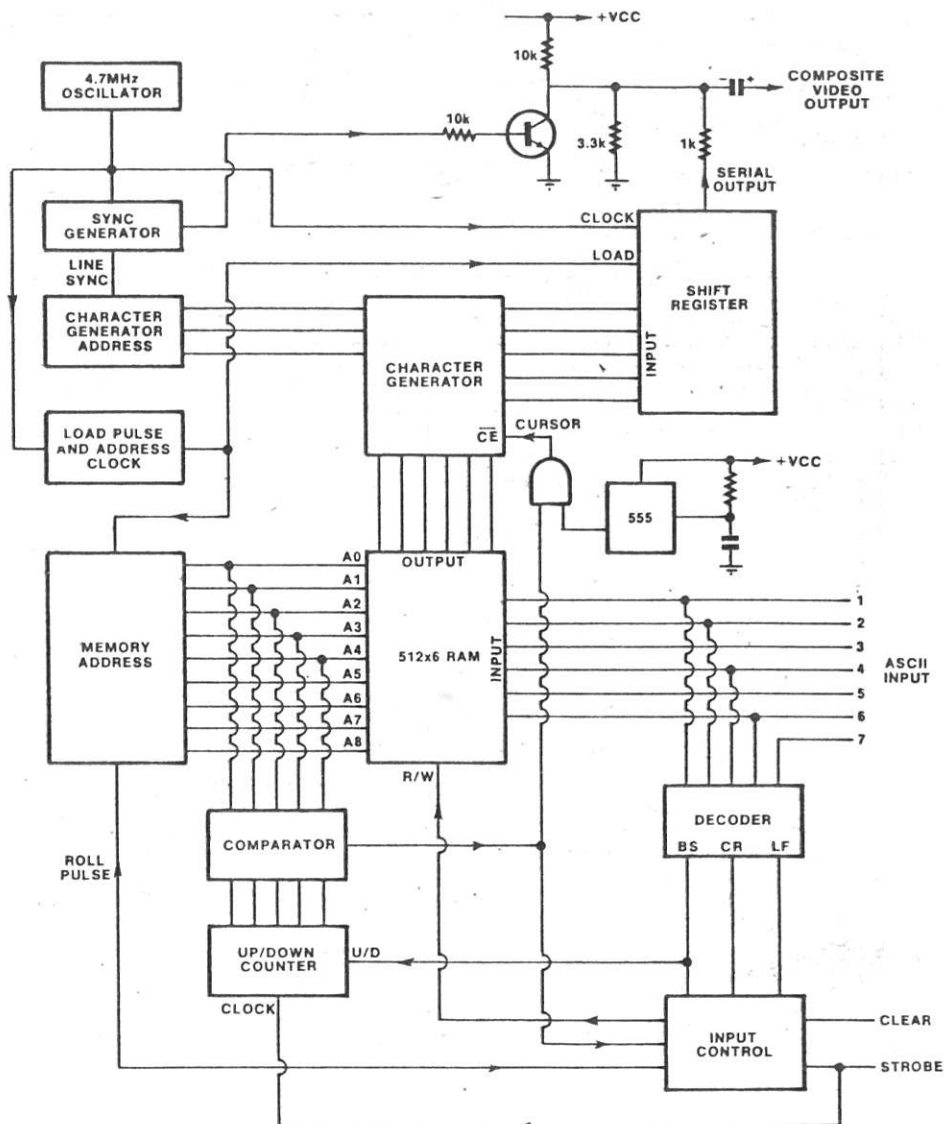 +VCC
10k
4.7MHz
OSCILLATOR
COMPOSITE
VIDEO
OUTPUT
10k
3.3k
1k
SERIAL
OUTPUT
SYNC
GENERATOR
CLOCK
LINE
SYNC
LOAD
SHIFT
REGISTER
CHARACTER
GENERATOR
ADDRESS
INPUT
CHARACTER
GENERATOR
CE
CURSOR
LOAD PULSE
AND ADDRESS
CLOCK
+VCC
555
MEMORY
ADDRESS
A0
A1
A2
A3
A4
A5
A6
A7
A8
OUTPUT
512x6 RAM
INPUT
R/W
1
2
3
4
5
6
7
ASCII
INPUT
DECODER
BS CR LF
COMPARATOR
ROLL
PULSE
UP/DOWN
COUNTER
U/D
CLOCK
INPUT
CONTROL
CLEAR
STROBE